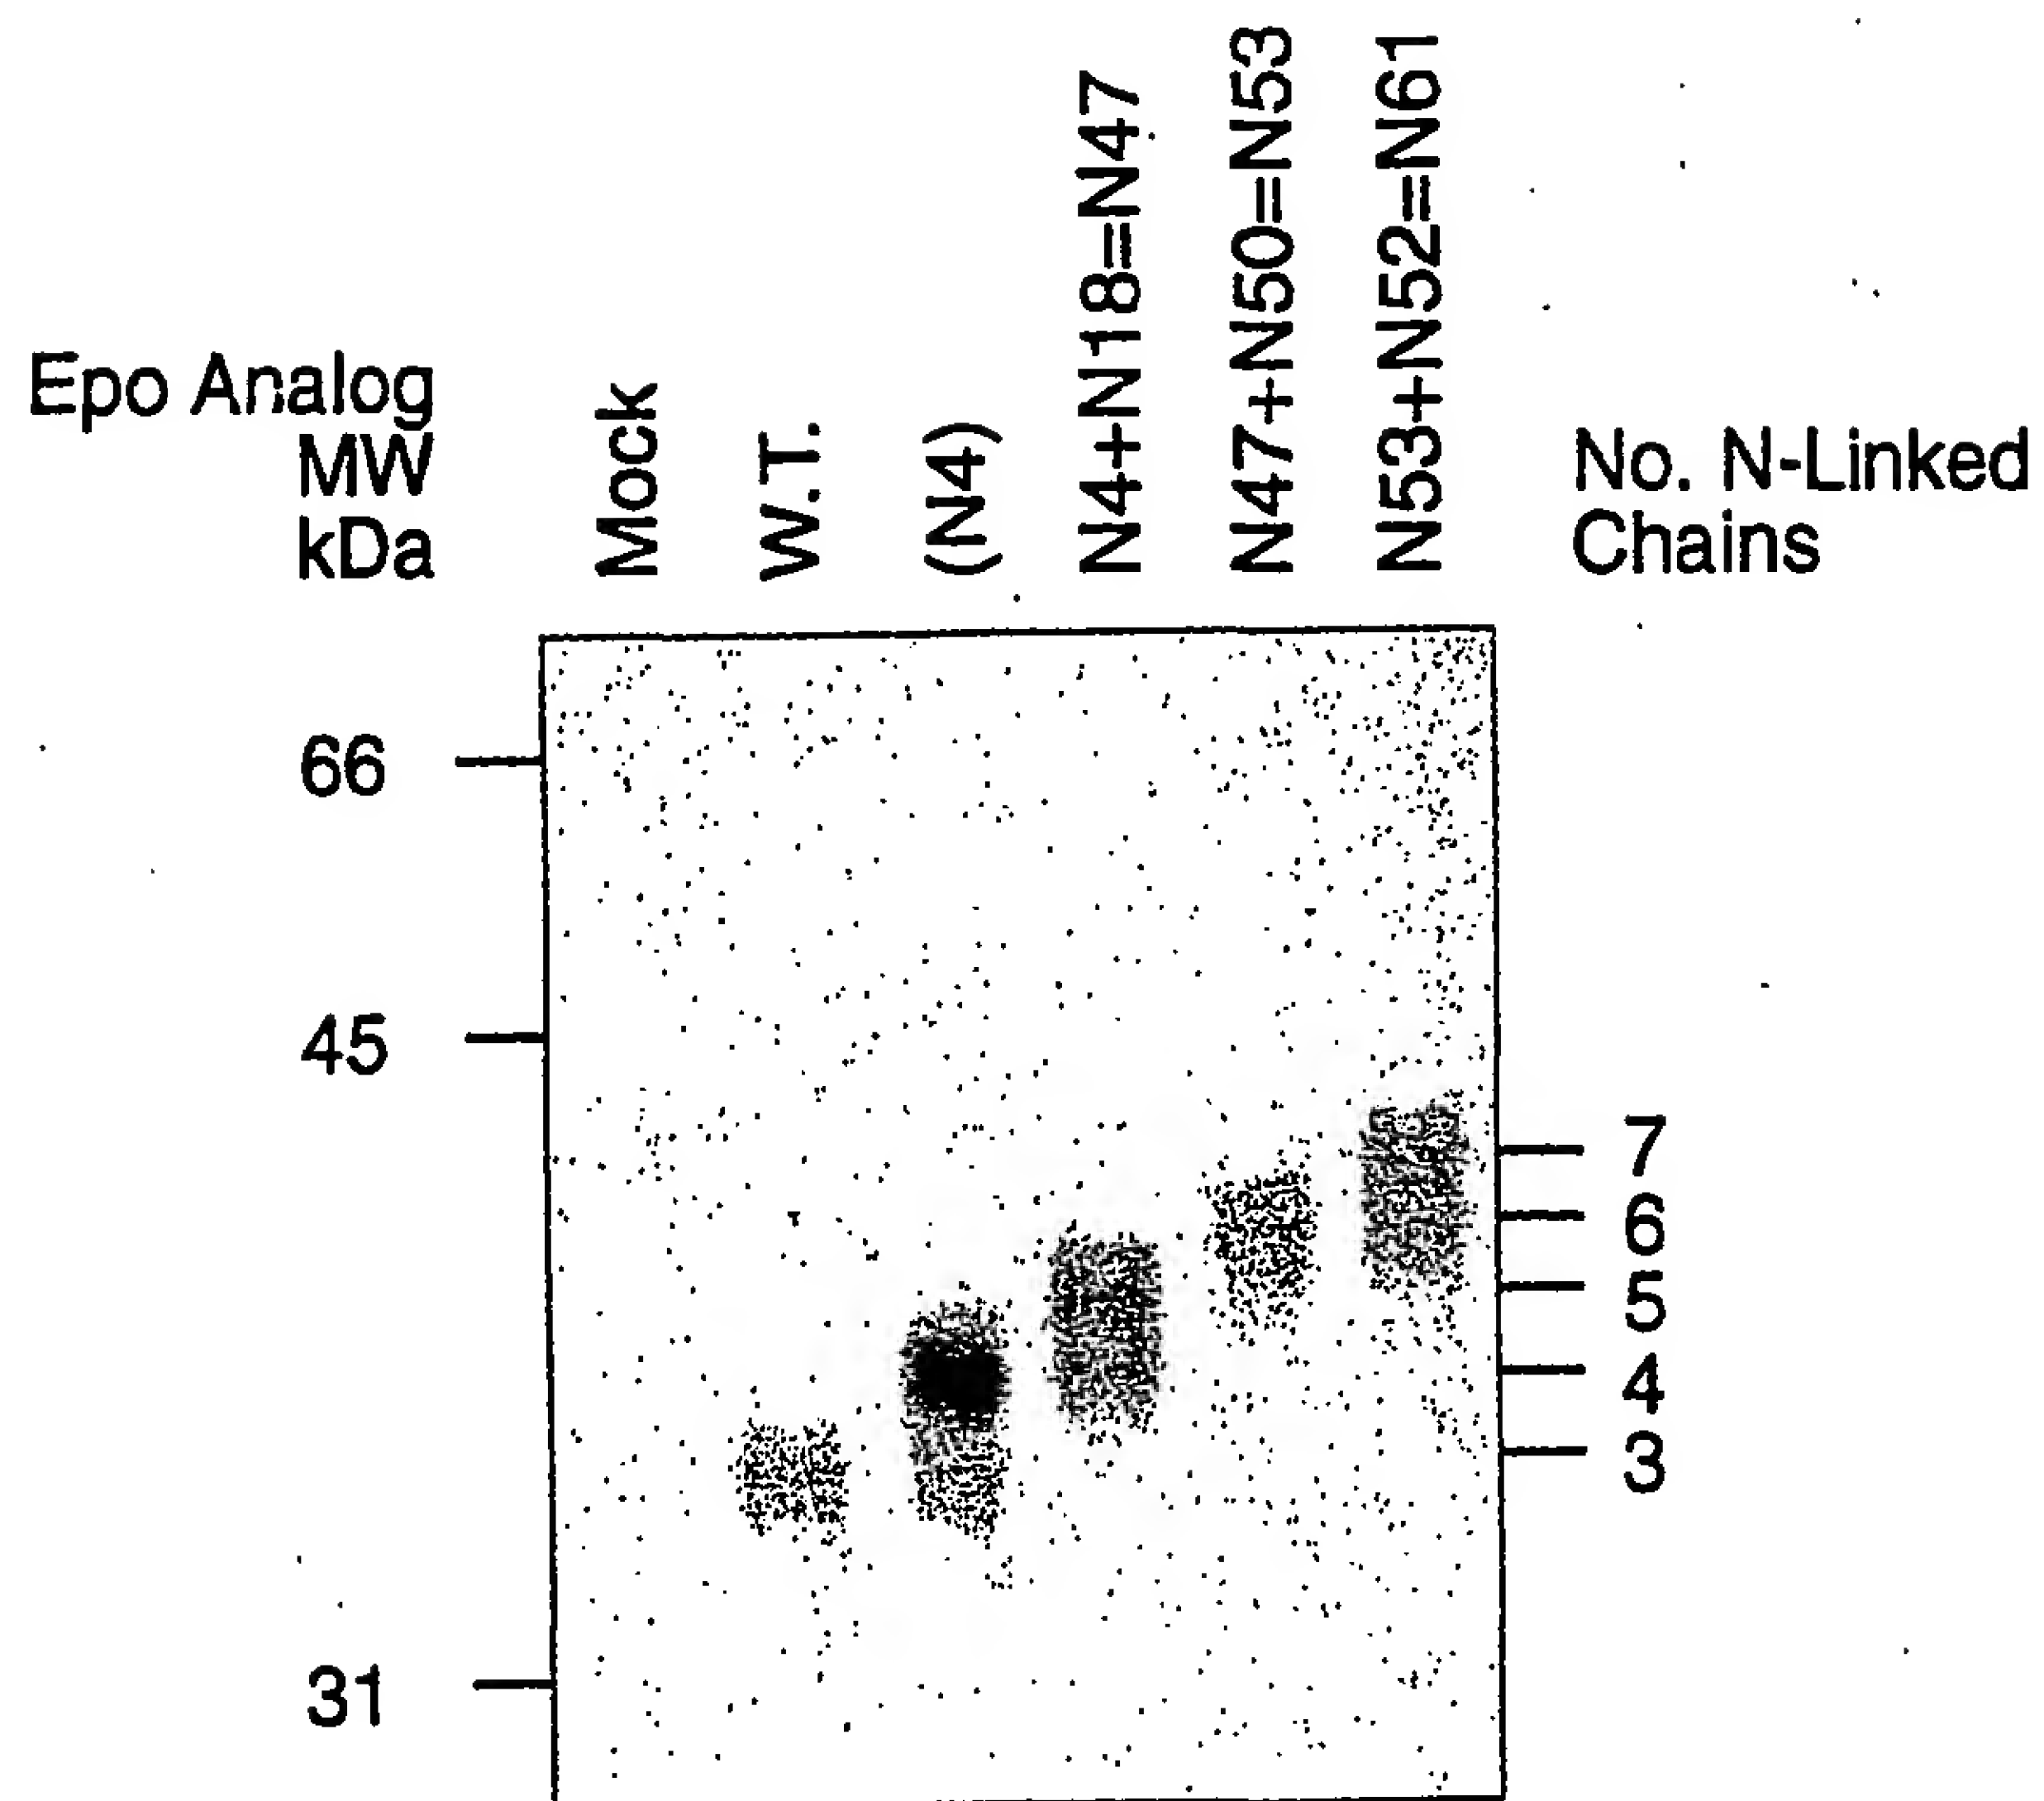 Epo Analog
MW
kDa
Mock
W.T.
(N4)
N4+N18=N47
N47+N50=N53
N53+N52=N61
No. N-Linked
Chains
66
45
31
7
6
5
4
3